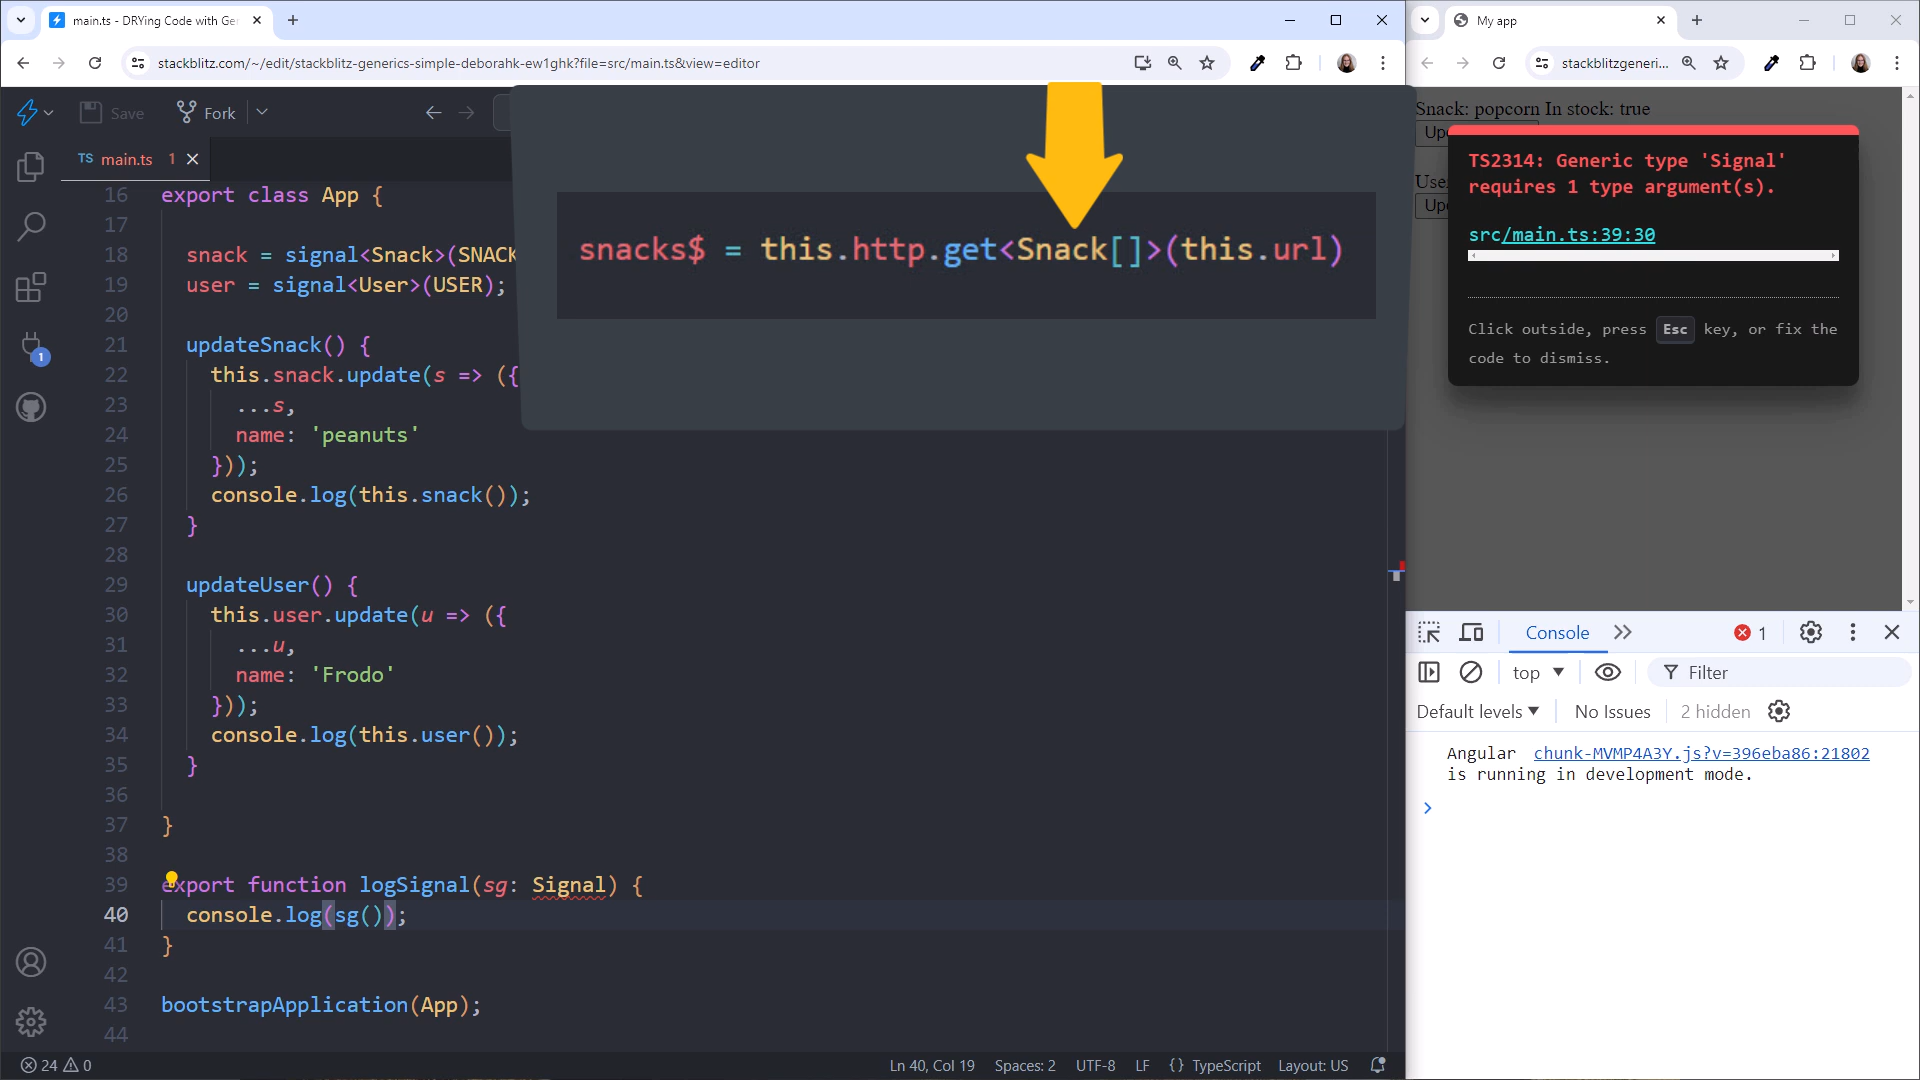 main.ts - DRYing Code with Ge
My app
stackblitz.com/~/edit/stackblitz-generics-simple-deborahk-ew1ghk?file=src/main.ts&view=editor
stackblitzgeneri...
Save
Fork
TS main.ts 1
16 export class App {
17
18 snack = signal<Snack>(SNACK
19 user = signal<User>(USER);
20
21 updateSnack() {
22 this.snack.update(s => ({
23 ...s,
24 name: 'peanuts'
25 }));
26 console.log(this.snack());
27 }
28
29 updateUser() {
30 this.user.update(u => ({
31 ...u,
32 name: 'Frodo'
33 }));
34 console.log(this.user());
35 }
36
37 }
38
39 export function logSignal(sg: Signal) {
40 console.log(sg());
41 }
42
43 bootstrapApplication(App);
44
snacks$ = this.http.get<Snack[]>(this.url)
1
24 0
Ln 40, Col 19 Spaces: 2 UTF-8 LF {} TypeScript Layout: US
Snack: popcorn In stock: true
TS2314: Generic type 'Signal'
requires 1 type argument(s).
src/main.ts:39:30
Click outside, press Esc key, or fix the
code to dismiss.
Console 1
top Filter
Default levels No Issues 2 hidden
Angular chunk-MVMP4A3Y.js?v=396eba86:21802
is running in development mode.